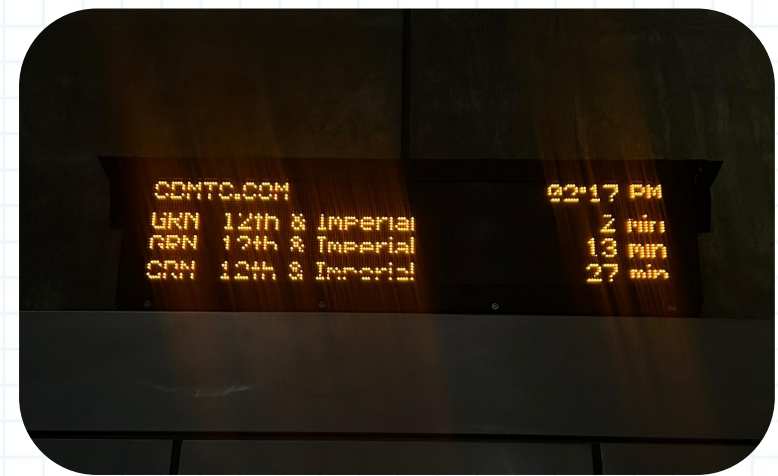 SDMTS.COM 02:17 PM
GRN 12th & Imperial 2 min
GRN 12th & Imperial 13 min
GRN 12th & Imperial 27 min